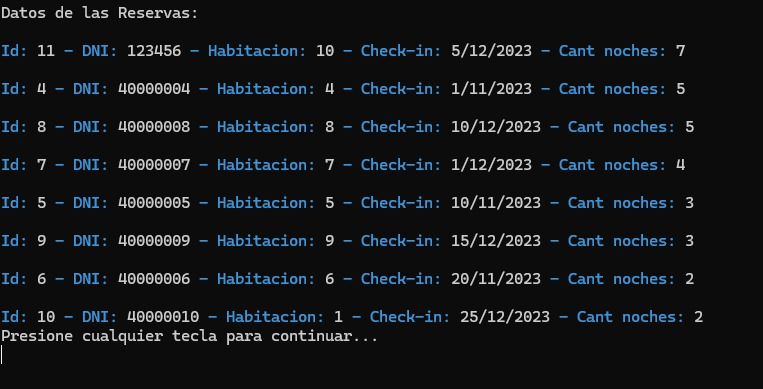 Datos de las Reservas:
Id: 11 - DNI: 123456 - Habitacion: 10 - Check-in: 5/12/2023 - Cant noches: 7
Id: 4 - DNI: 40000004 - Habitacion: 4 - Check-in: 1/11/2023 - Cant noches: 5
Id: 8 - DNI: 40000008 - Habitacion: 8 - Check-in: 10/12/2023 - Cant noches: 5
Id: 7 - DNI: 40000007 - Habitacion: 7 - Check-in: 1/12/2023 - Cant noches: 4
Id: 5 - DNI: 40000005 - Habitacion: 5 - Check-in: 10/11/2023 - Cant noches: 3
Id: 9 - DNI: 40000009 - Habitacion: 9 - Check-in: 15/12/2023 - Cant noches: 3
Id: 6 - DNI: 40000006 - Habitacion: 6 - Check-in: 20/11/2023 - Cant noches: 2
Id: 10 - DNI: 40000010 - Habitacion: 1 - Check-in: 25/12/2023 - Cant noches: 2
Presione cualquier tecla para continuar...